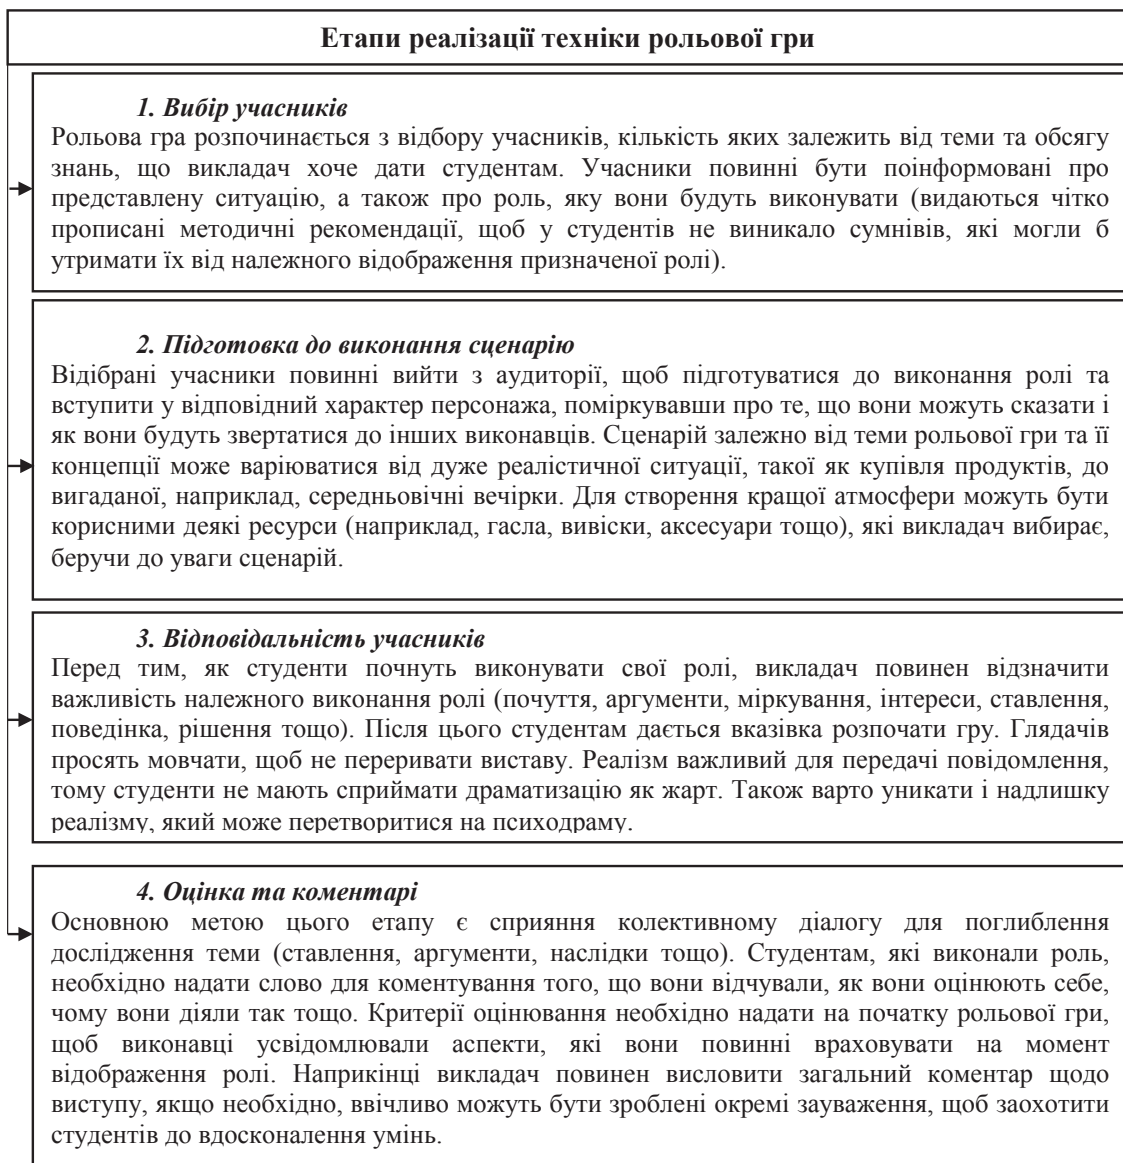 Етапи реалізації техніки рольової гри
1. Вибір учасників
Рольова гра розпочинається з відбору учасників, кількість яких залежить від теми та обсягу
знань, що викладач хоче дати студентам. Учасники повинні бути поінформовані про
представлену ситуацію, а також про роль, яку вони будуть виконувати (видаються чітко
прописані методичні рекомендації, щоб у студентів не виникало сумнівів, які могли б
утримати їх від належного відображення призначеної ролі).
2. Підготовка до виконання сценарію
Відібрані учасники повинні вийти з аудиторії, щоб підготуватися до виконання ролі та
вступити у відповідний характер персонажа, поміркувавши про те, що вони можуть сказати і
як вони будуть звертатися до інших виконавців. Сценарій залежно від теми рольової гри та її
концепції може варіюватися від дуже реалістичної ситуації, такої як купівля продуктів, до
вигаданої, наприклад, середньовічні вечірки. Для створення кращої атмосфери можуть бути
корисними деякі ресурси (наприклад, гасла, вивіски, аксесуари тощо), які викладач вибирає,
беручи до уваги сценарій.
3. Відповідальність учасників
Перед тим, як студенти почнуть виконувати свої ролі, викладач повинен відзначити
важливість належного виконання ролі (почуття, аргументи, міркування, інтереси, ставлення,
поведінка, рішення тощо). Після цього студентам дається вказівка розпочати гру. Глядачів
просять мовчати, щоб не переривати виставу. Реалізм важливий для передачі повідомлення,
тому студенти не мають сприймати драматизацію як жарт. Також варто уникати і надлишку
реалізму, який може перетворитися на психодраму.
4. Оцінка та коментарі
Основною метою цього етапу є сприяння колективному діалогу для поглиблення
дослідження теми (ставлення, аргументи, наслідки тощо). Студентам, які виконали роль,
необхідно надати слово для коментування того, що вони відчували, як вони оцінюють себе,
чому вони діяли так тощо. Критерії оцінювання необхідно надати на початку рольової гри,
щоб виконавці усвідомлювали аспекти, які вони повинні враховувати на момент
відображення ролі. Наприкінці викладач повинен висловити загальний коментар щодо
виступу, якщо необхідно, ввічливо можуть бути зроблені окремі зауваження, щоб заохотити
студентів до вдосконалення умінь.